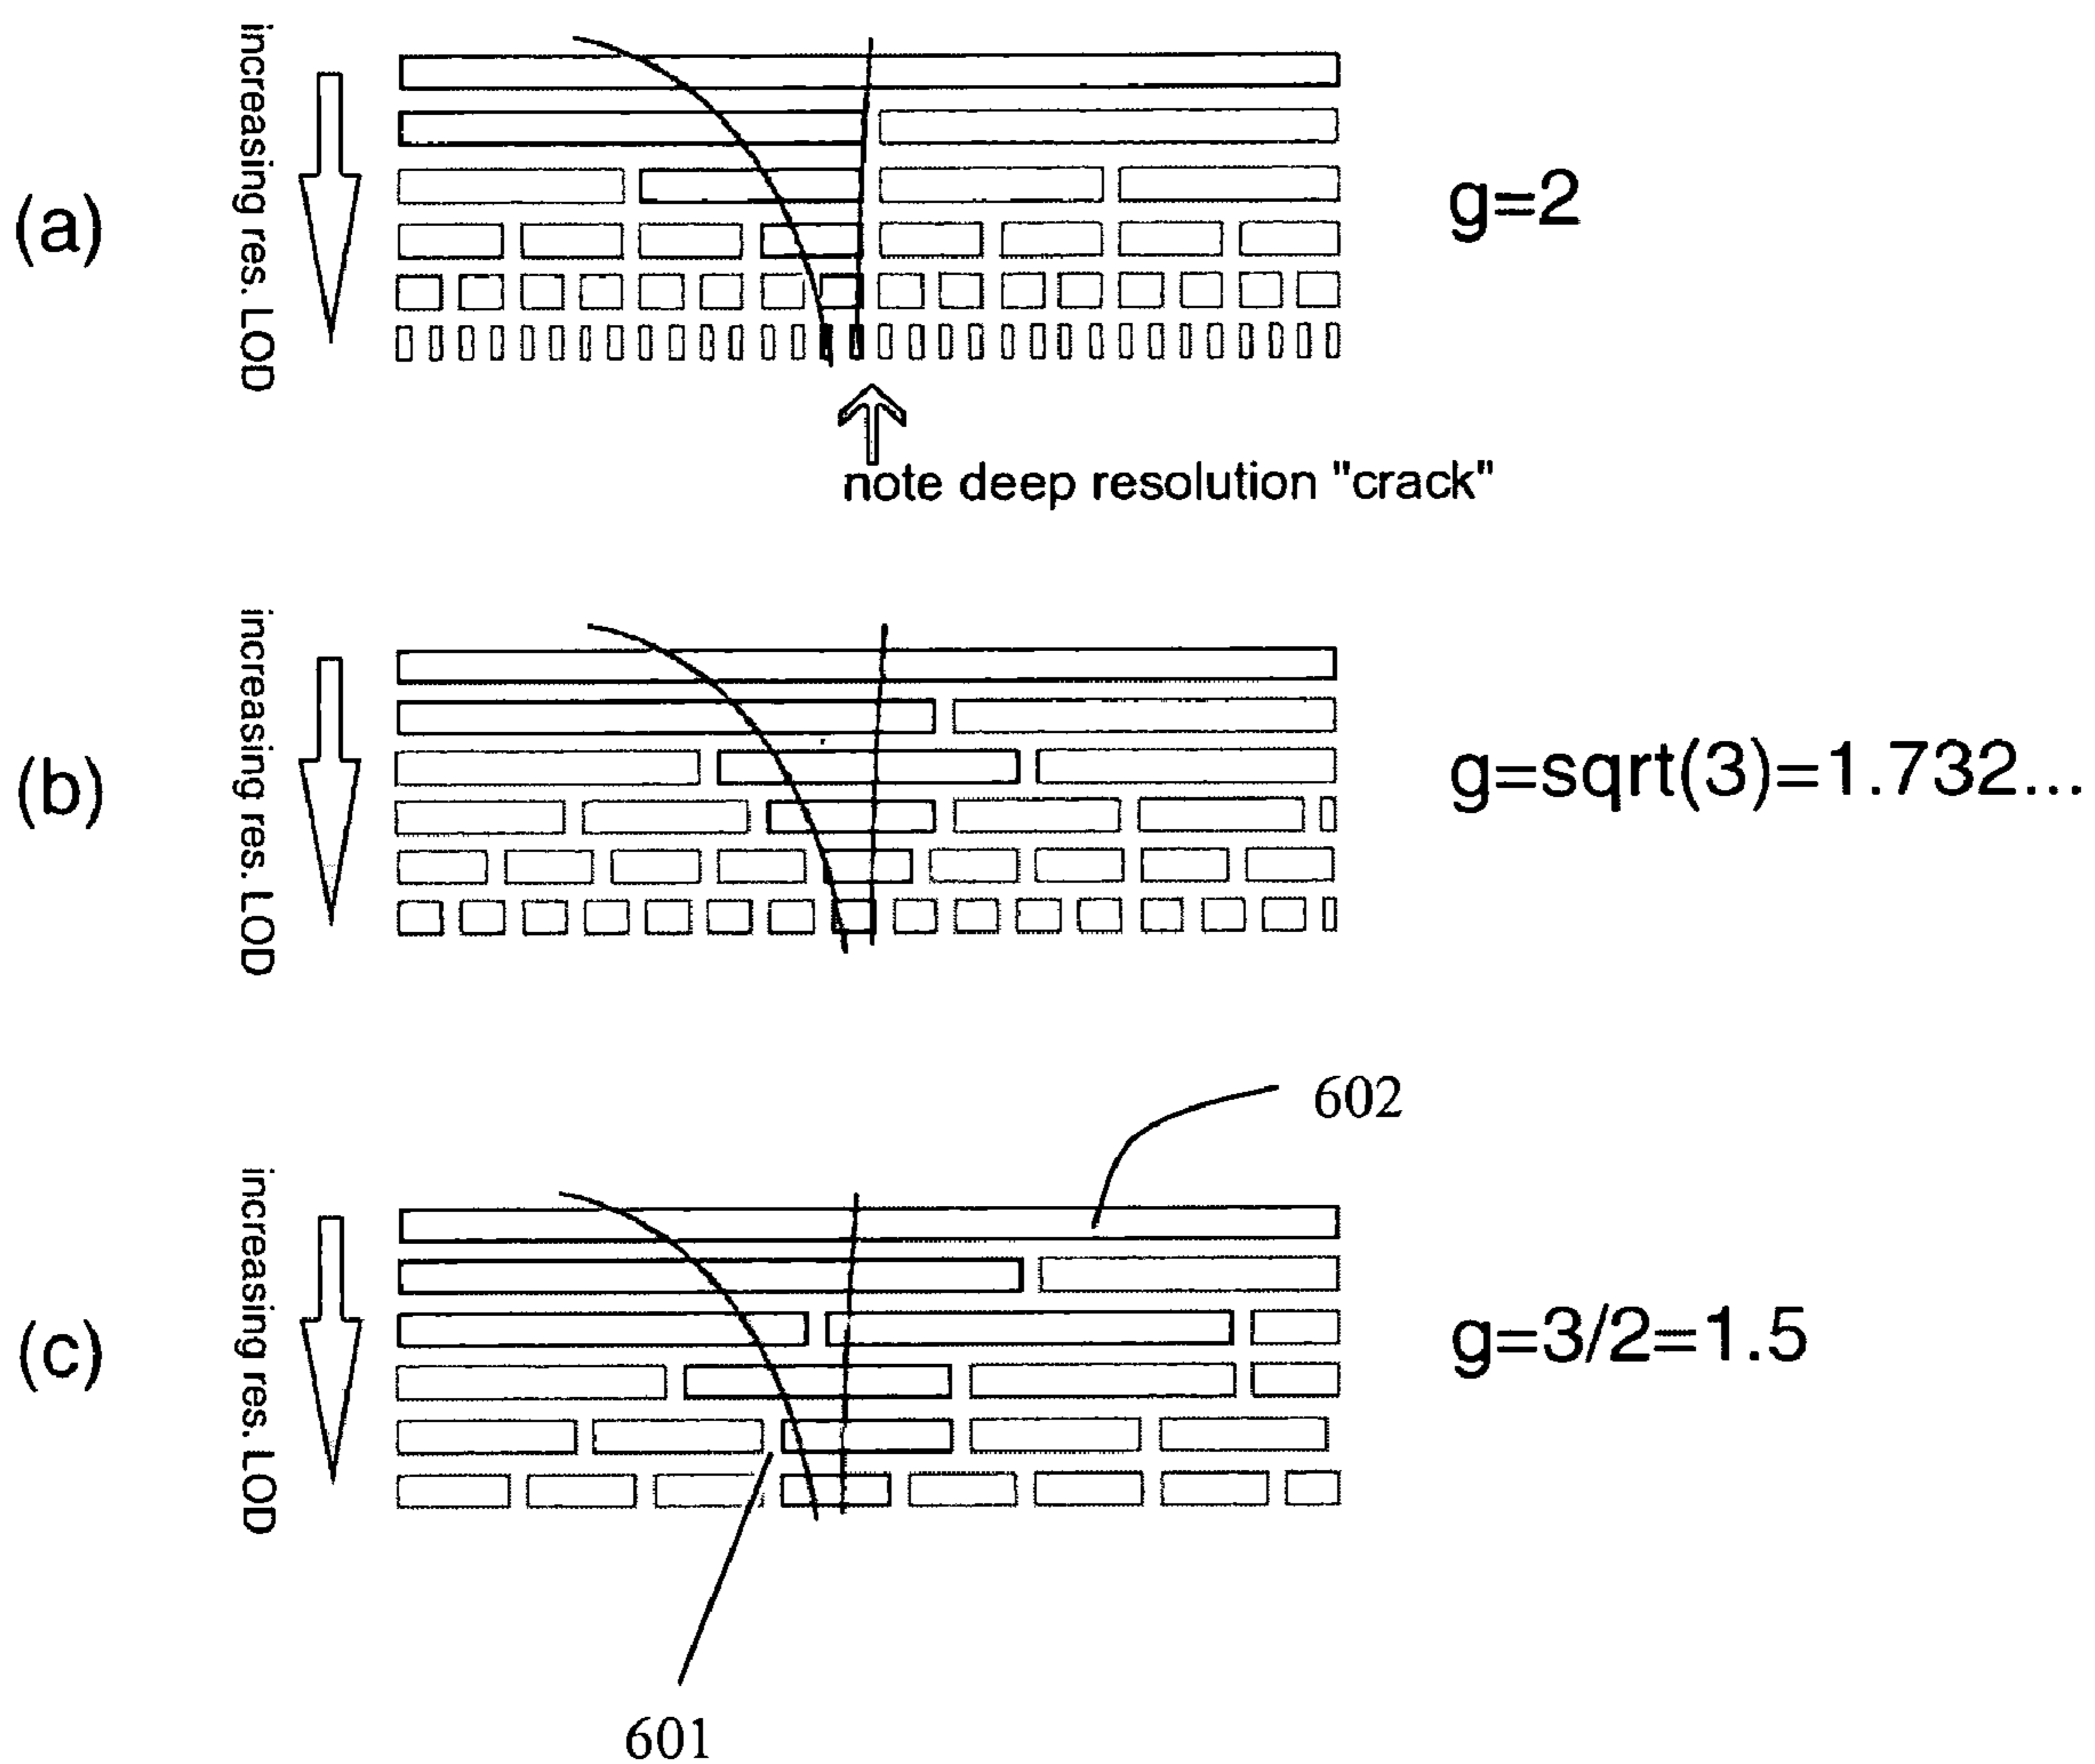 (a)
increasing res. LOD
g=2
note deep resolution "crack"
(b)
increasing res. LOD
g=sqrt(3)=1.732...
602
(c)
increasing res. LOD
g=3/2=1.5
601